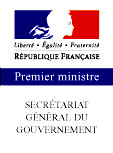 Liberté • Égalité • Fraternité
RÉPUBLIQUE FRANÇAISE
Premier ministre
SECRÉTARIAT
GÉNÉRAL DU
GOUVERNEMENT